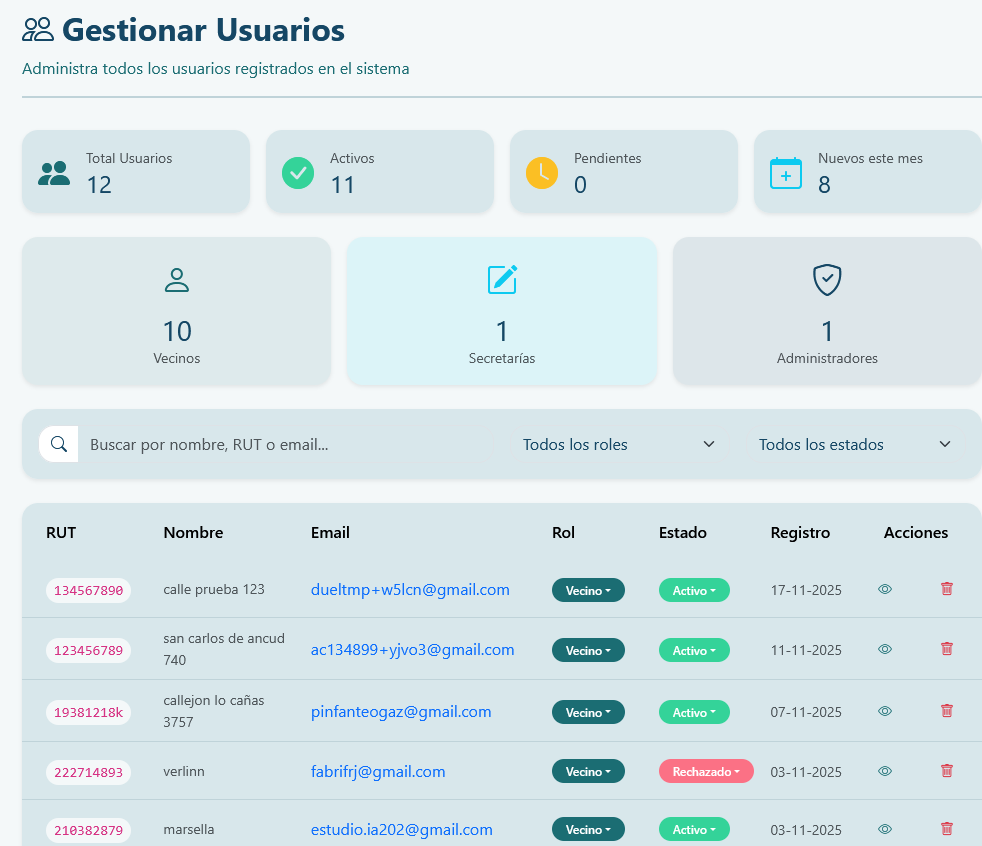 Gestionar Usuarios
Administra todos los usuarios registrados en el sistema
Total Usuarios
12
Activos
11
Pendientes
0
Nuevos este mes
8
10
Vecinos
1
Secretarías
1
Administradores
Buscar por nombre, RUT o email... Todos los roles Todos los estados
RUT Nombre Email Rol Estado Registro Acciones
134567890 calle prueba 123 dueltmp+w5lcn@gmail.com Vecino Activo 17-11-2025
123456789 san carlos de ancud 740 ac134899+yjvo3@gmail.com Vecino Activo 11-11-2025
19381218k callejon lo cañas 3757 pinfanteogaz@gmail.com Vecino Activo 07-11-2025
222714893 verlinn fabrifrj@gmail.com Vecino Rechazado 03-11-2025
210382879 marsella estudio.ia202@gmail.com Vecino Activo 03-11-2025